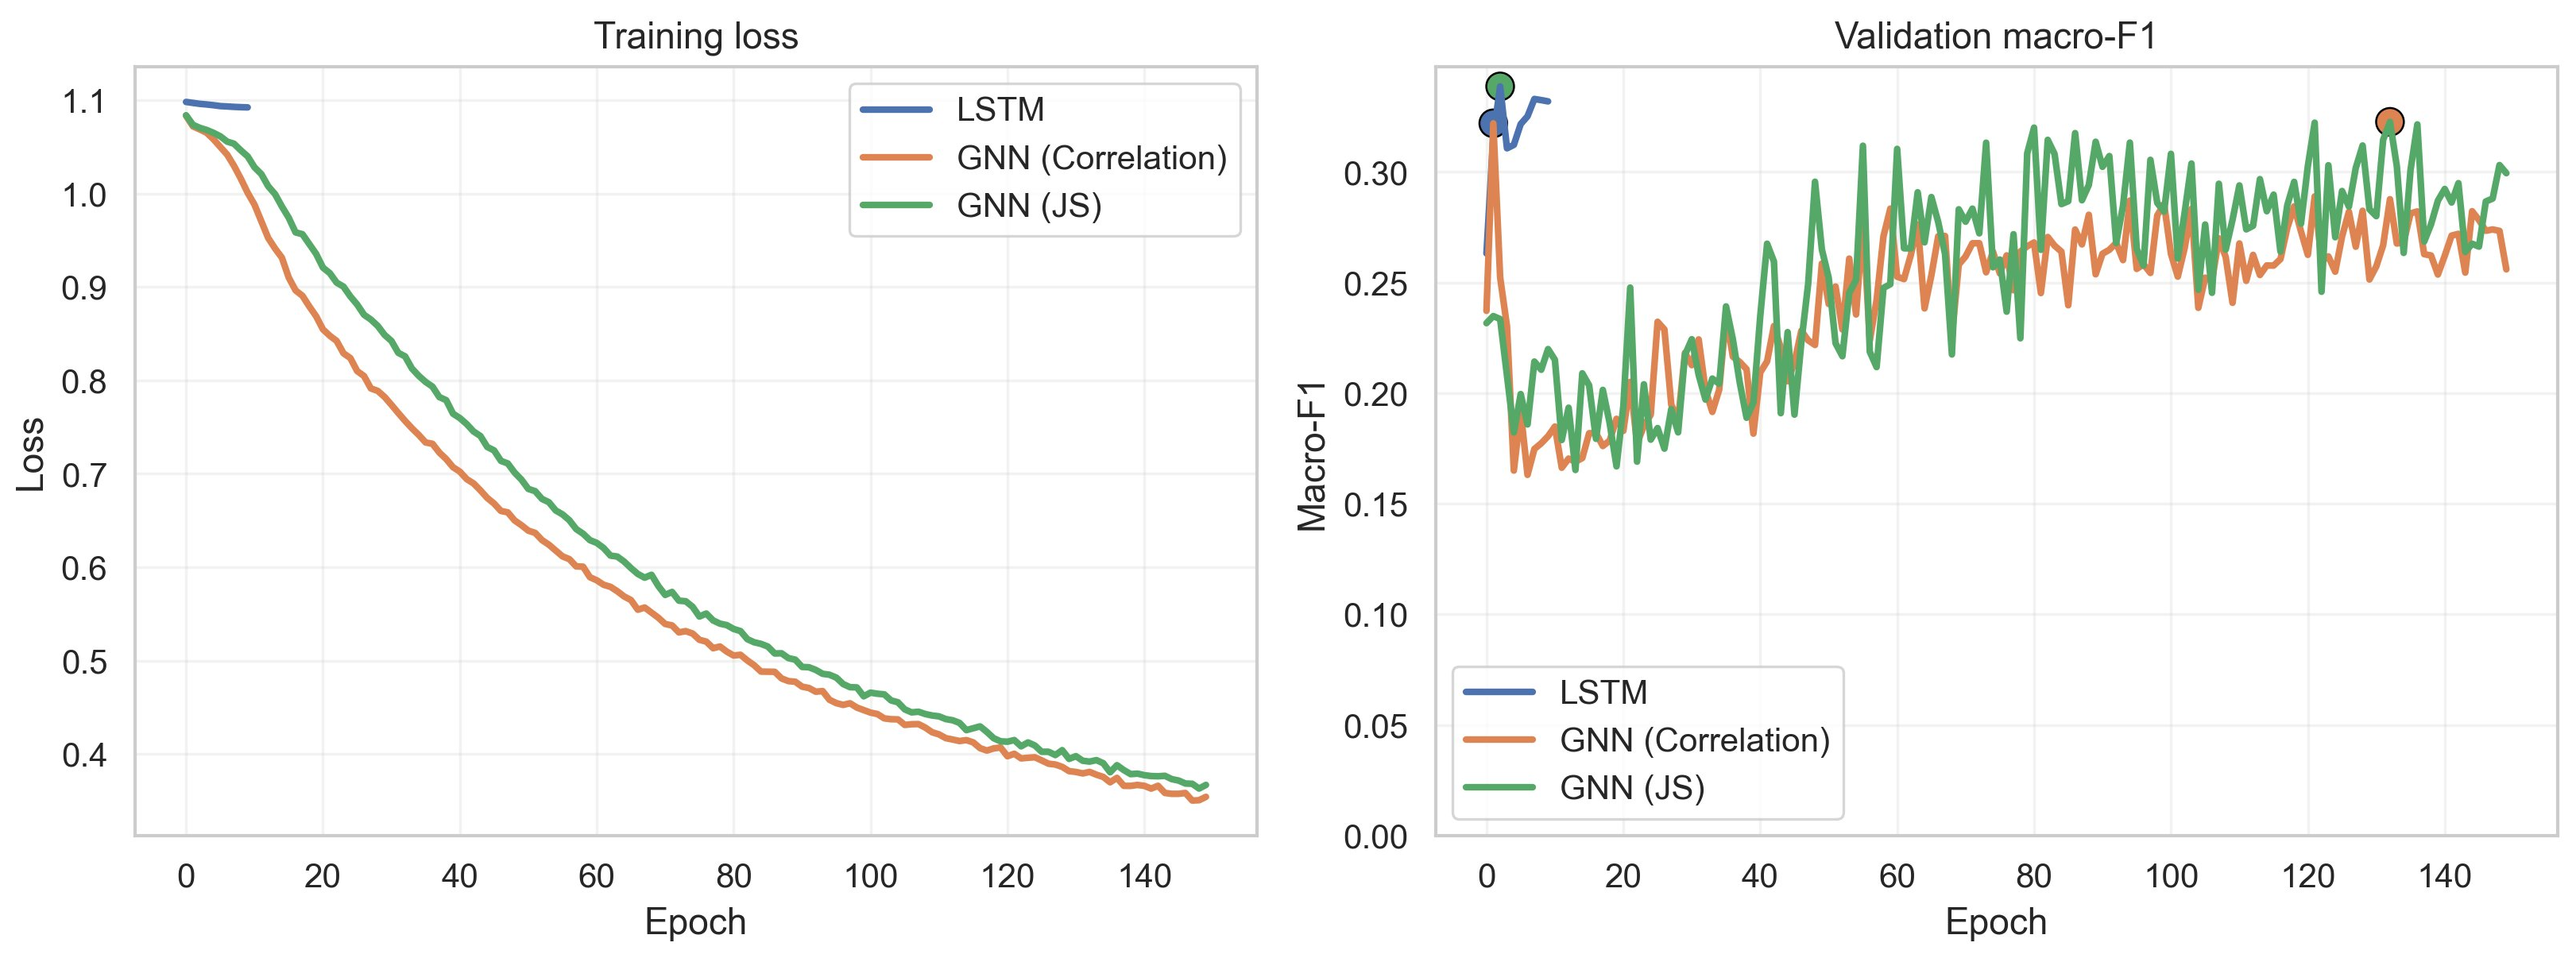 Training loss
1.1
1.0
0.9
0.8
0.7
0.6
0.5
0.4
Loss
0 20 40 60 80 100 120 140
Epoch
LSTM
GNN (Correlation)
GNN (JS)
Validation macro-F1
0.30
0.25
0.20
0.15
0.10
0.05
0.00
Macro-F1
0 20 40 60 80 100 120 140
Epoch
LSTM
GNN (Correlation)
GNN (JS)